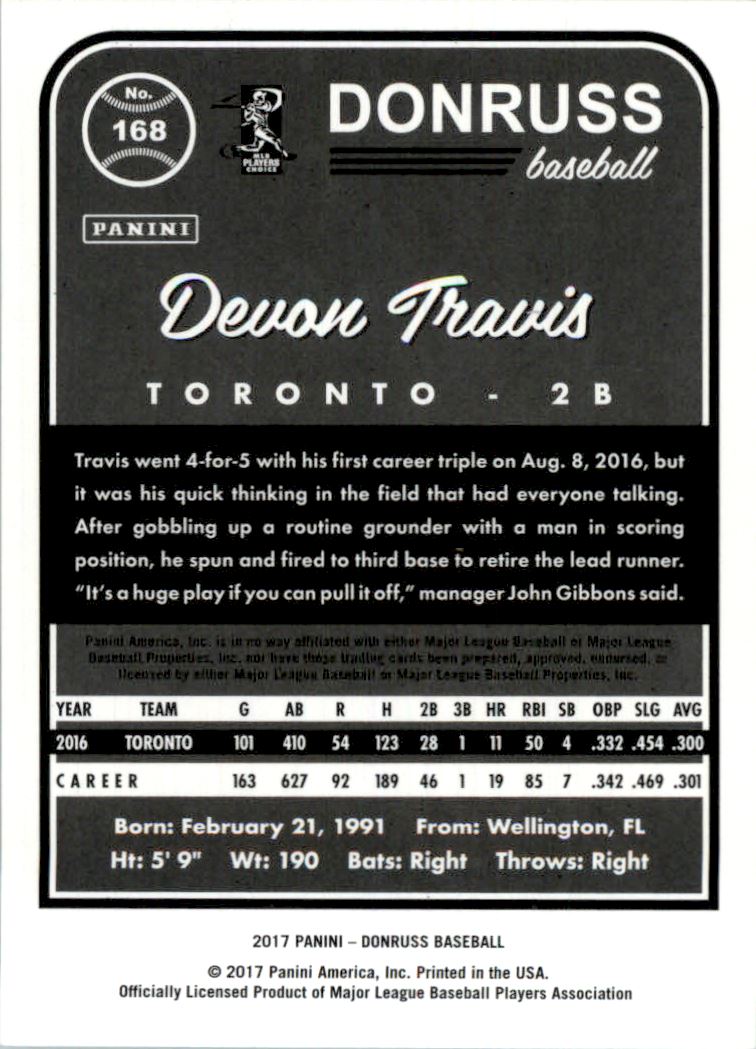 No.
168
MLB
PLAYERS
CHOICE
DONRUSS
baseball
PANINI
Devon Travis
TORONTO - 2B
Travis went 4-for-5 with his first career triple on Aug. 8, 2016, but
it was his quick thinking in the field that had everyone talking.
After gobbling up a routine grounder with a man in scoring
position, he spun and fired to third base to retire the lead runner.
“It’s a huge play if you can pull it off,” manager John Gibbons said.
Panini America, Inc. is in no way affiliated with either Major League Baseball or Major League
Baseball Properties, Inc. nor have these trading cards been prepared, approved, endorsed, or
licensed by either Major League Baseball or Major League Baseball Properties, Inc.
YEAR TEAM G AB R H 2B 3B HR RBI SB OBP SLG AVG
2016 TORONTO 101 410 54 123 28 1 11 50 4 .332 .454 .300
CAREER 163 627 92 189 46 1 19 85 7 .342 .469 .301
Born: February 21, 1991 From: Wellington, FL
Ht: 5' 9" Wt: 190 Bats: Right Throws: Right
2017 PANINI – DONRUSS BASEBALL
© 2017 Panini America, Inc. Printed in the USA.
Officially Licensed Product of Major League Baseball Players Association